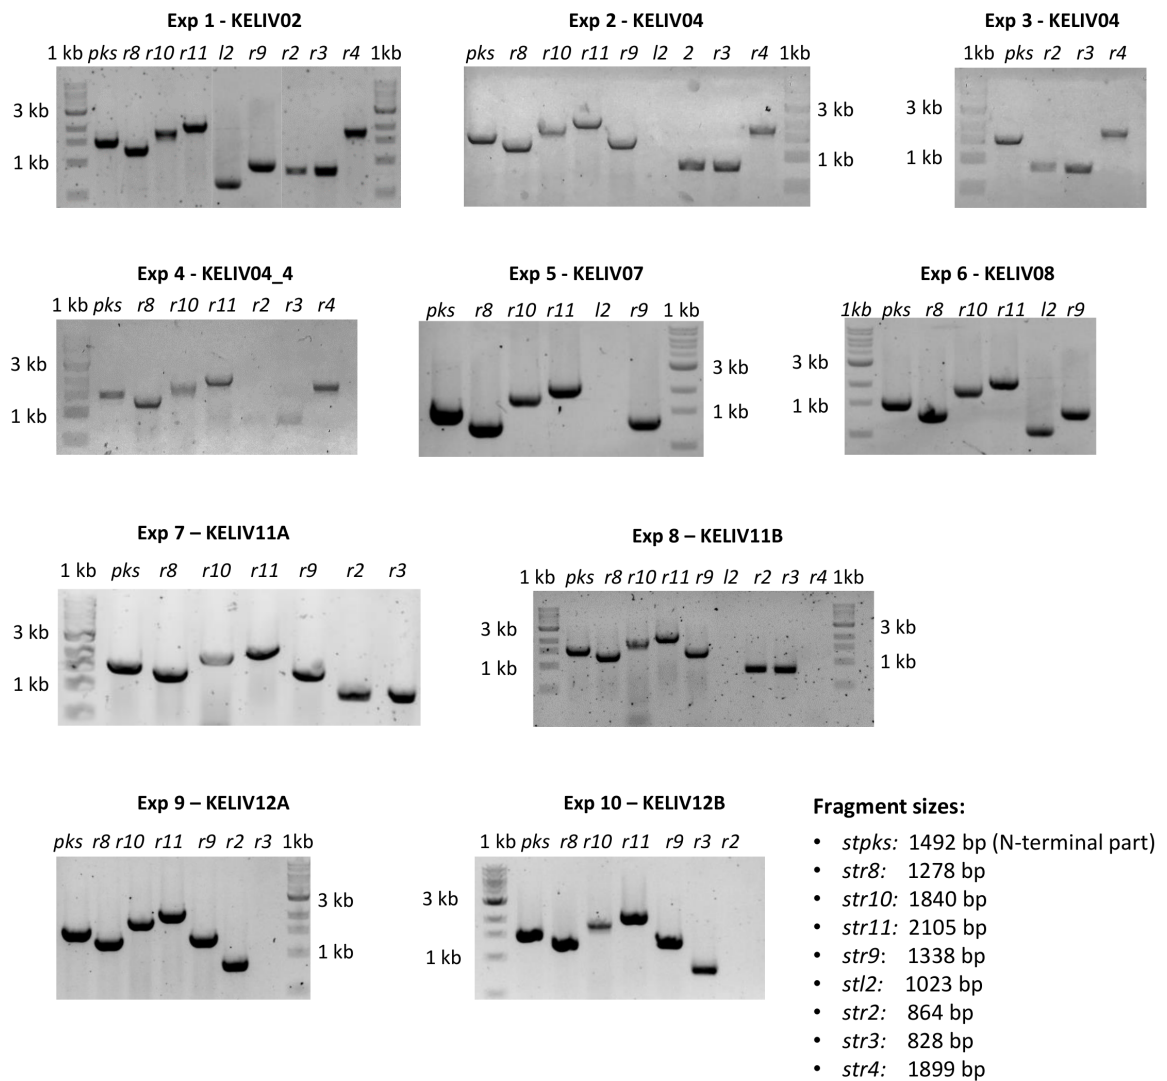 Exp 1 - KELIV02
1 kb pks r8 r10 r11 l2 r9 r2 r3 r4 1kb
3 kb
1 kb
Exp 2 - KELIV04
pks r8 r10 r11 r9 l2 2 r3 r4 1kb
3 kb
1 kb
Exp 3 - KELIV04
1kb pks r2 r3 r4
3 kb
1 kb
Exp 4 - KELIV04_4
1 kb pks r8 r10 r11 r2 r3 r4
3 kb
1 kb
Exp 5 - KELIV07
pks r8 r10 r11 l2 r9 1 kb
3 kb
1 kb
Exp 6 - KELIV08
1kb pks r8 r10 r11 l2 r9
3 kb
1 kb
Exp 7 – KELIV11A
1 kb pks r8 r10 r11 r9 r2 r3
3 kb
1 kb
Exp 8 – KELIV11B
1 kb pks r8 r10 r11 r9 l2 r2 r3 r4 1kb
3 kb 3 kb
1 kb 1 kb
Exp 9 – KELIV12A
pks r8 r10 r11 r9 r2 r3 1kb
3 kb
1 kb
Exp 10 – KELIV12B
1 kb pks r8 r10 r11 r9 r3 r2
3 kb
1 kb
Fragment sizes:
• stpks: 1492 bp (N-terminal part)
• str8: 1278 bp
• str10: 1840 bp
• str11: 2105 bp
• str9: 1338 bp
• stl2: 1023 bp
• str2: 864 bp
• str3: 828 bp
• str4: 1899 bp